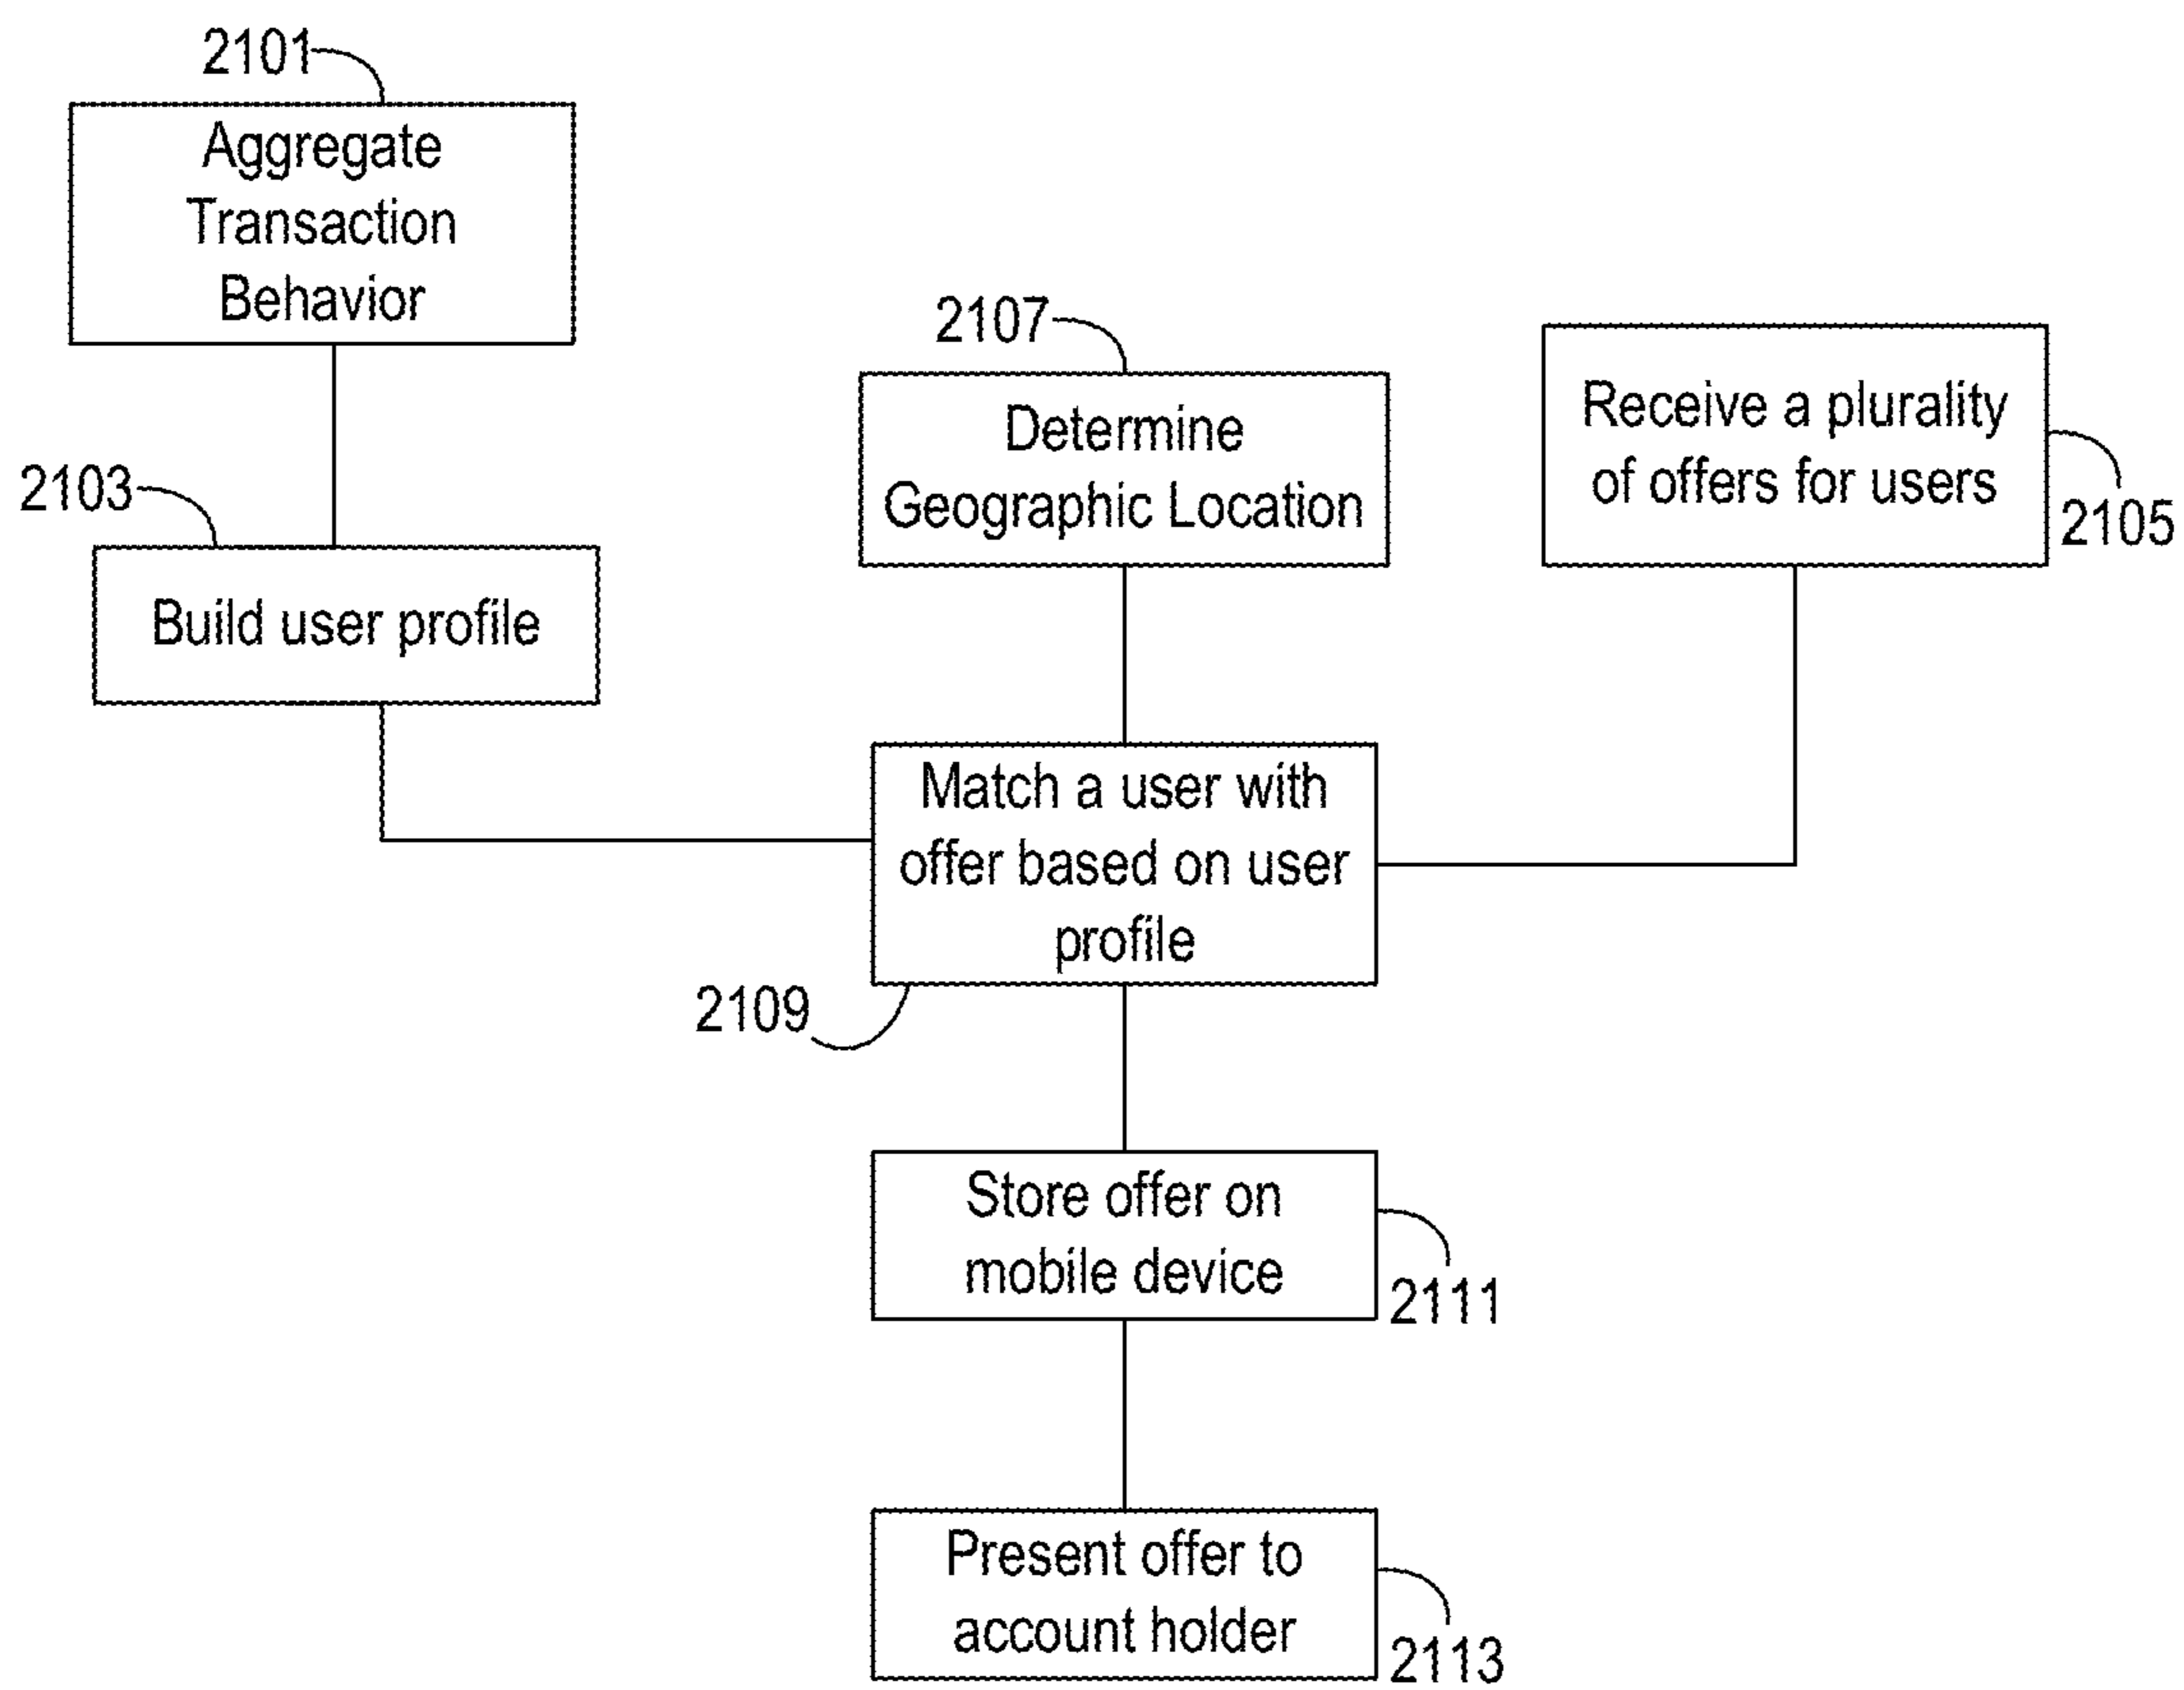 2101
Aggregate
Transaction
Behavior
2103
Build user profile
2107
Determine
Geographic Location
Receive a plurality
of offers for users
2105
Match a user with
offer based on user
profile
2109
Store offer on
mobile device
2111
Present offer to
account holder
2113